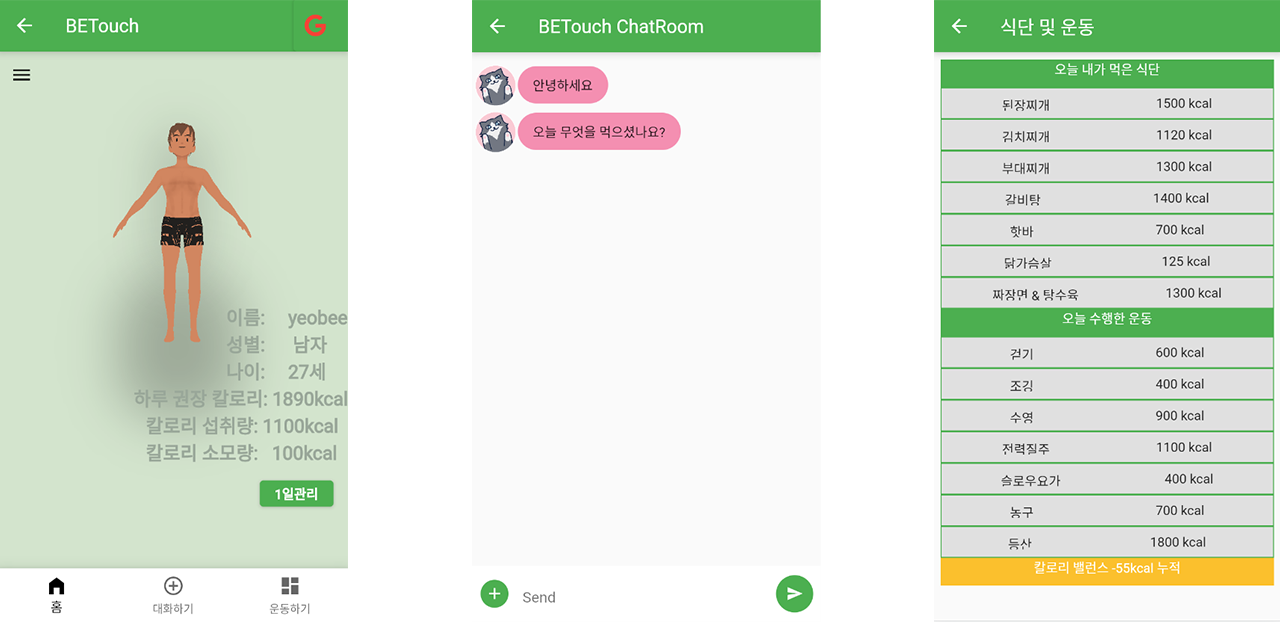 BETouch
이름: yeobee
성별: 남자
나이: 27세
하루 권장 칼로리: 1890kcal
칼로리 섭취량: 1100kcal
칼로리 소모량: 100kcal
1일관리
홈
대화하기
운동하기
BETouch ChatRoom
안녕하세요
오늘 무엇을 먹으셨나요?
Send
식단 및 운동
오늘 내가 먹은 식단
된장찌개 1500 kcal
김치찌개 1120 kcal
부대찌개 1300 kcal
갈비탕 1400 kcal
핫바 700 kcal
닭가슴살 125 kcal
짜장면 & 탕수육 1300 kcal
오늘 수행한 운동
걷기 600 kcal
조깅 400 kcal
수영 900 kcal
전력질주 1100 kcal
슬로우요가 400 kcal
농구 700 kcal
등산 1800 kcal
칼로리 밸런스 -55kcal 누적